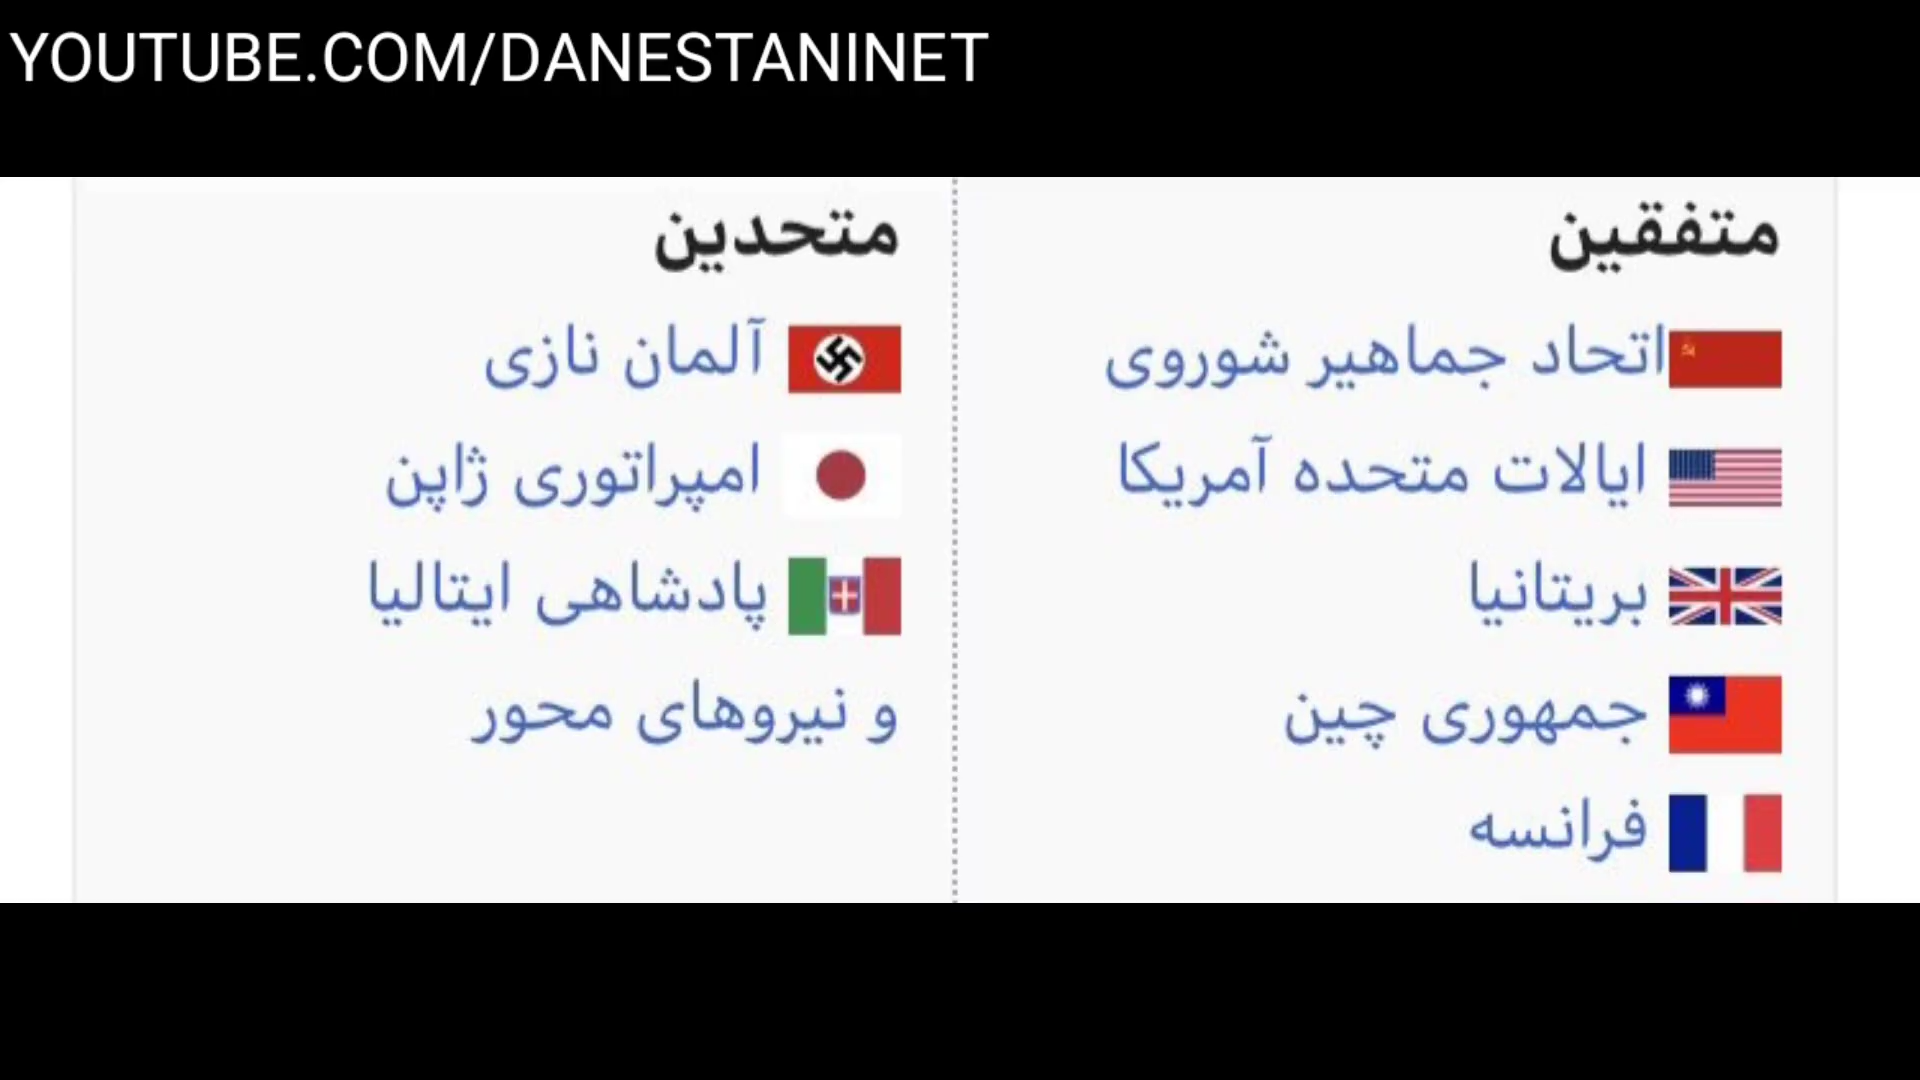 YOUTUBE.COM/DANESTANINET
متفقین
اتحاد جماهیر شوروی
ایالات متحده آمریکا
بریتانیا
جمهوری چین
فرانسه
متحدین
آلمان نازی
امپراتوری ژاپن
پادشاهی ایتالیا
و نیروهای محور